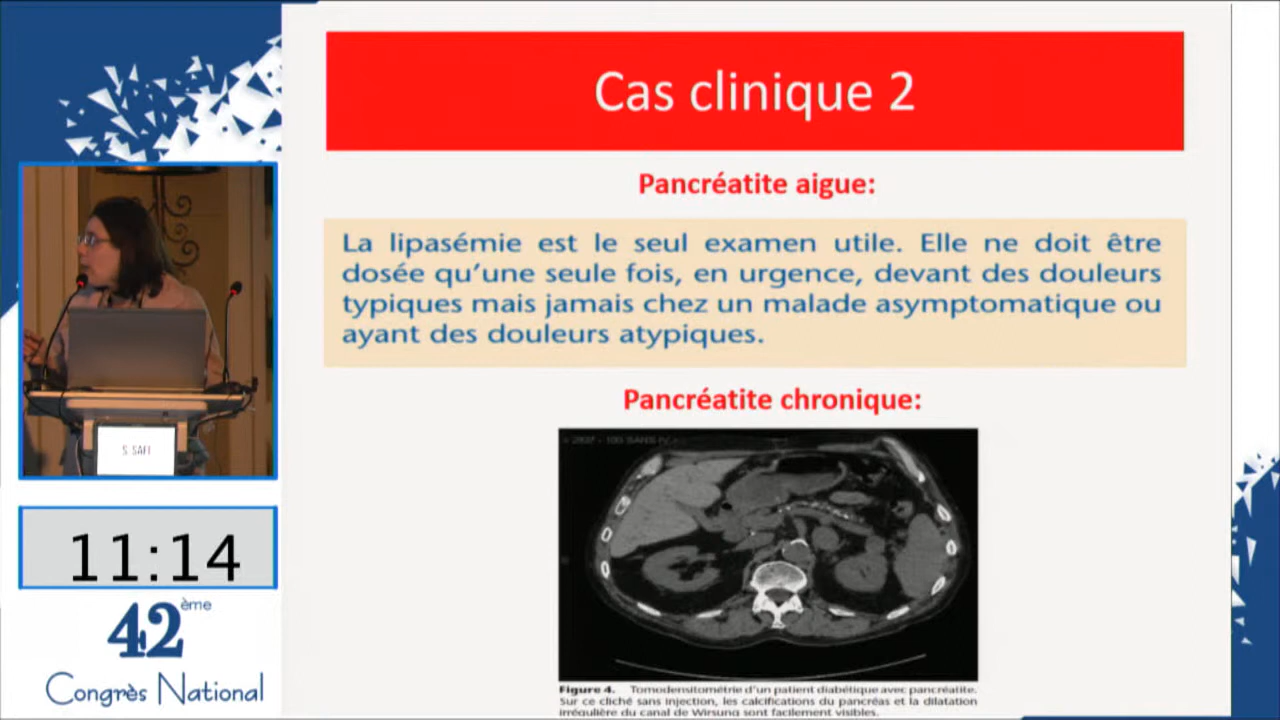 Cas clinique 2
Pancréatite aigue:
La lipasémie est le seul examen utile. Elle ne doit être
dosée qu'une seule fois, en urgence, devant des douleurs
typiques mais jamais chez un malade asymptomatique ou
ayant des douleurs atypiques.
Pancréatite chronique:
Figure 4. Tomodensitométrie d'un patient diabétique avec pancréatite.
Sur ce cliché sans injection, les calcifications du pancréas et la dilatation
irrégulière du canal de Wirsung sont facilement visibles.
S. SAFI
11:14
42ème
Congrès National